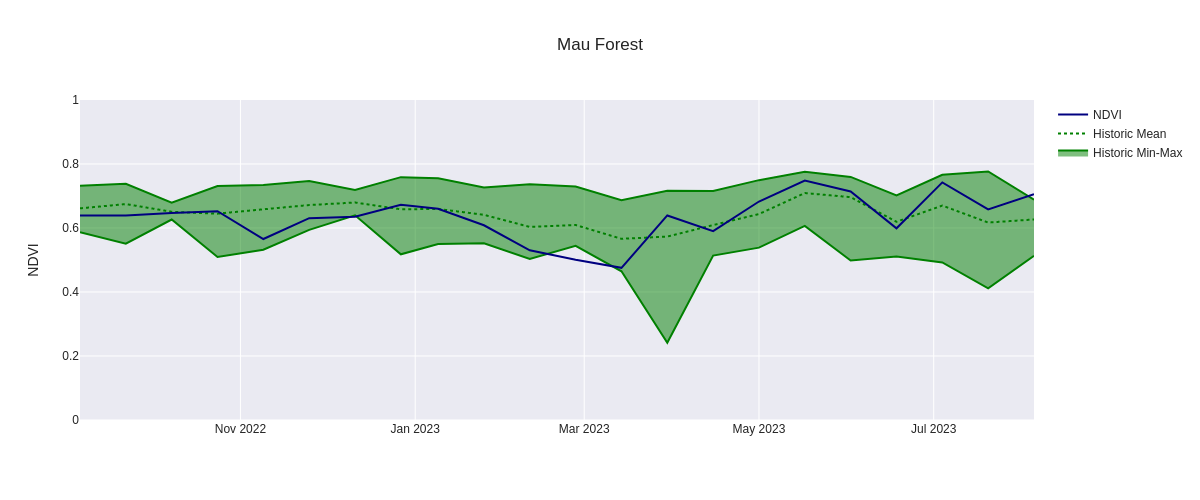 Mau Forest
NDVI
1
0.8
0.6
0.4
0.2
0
Nov 2022
Jan 2023
Mar 2023
May 2023
Jul 2023
NDVI
Historic Mean
Historic Min-Max